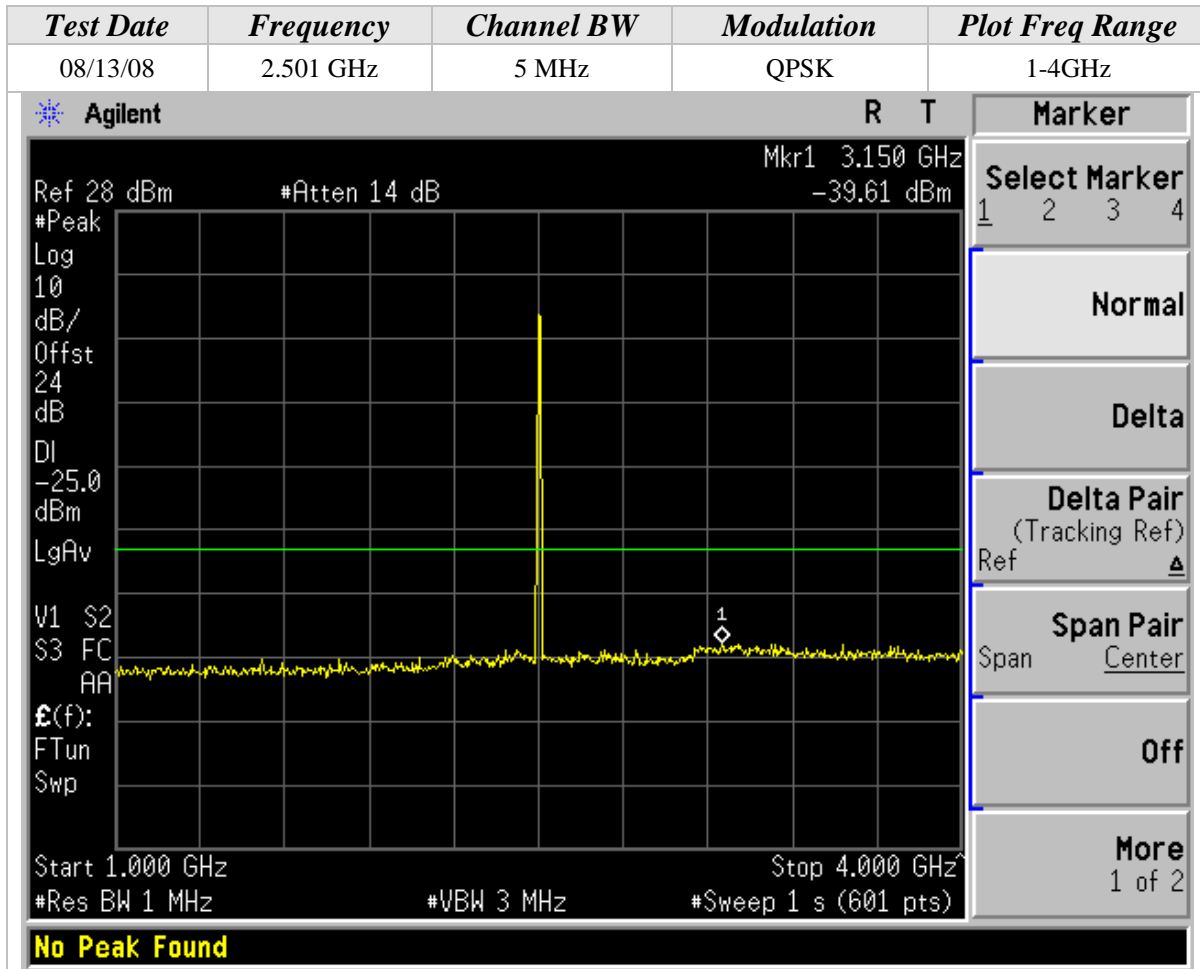 Test Date Frequency Channel BW Modulation Plot Freq Range
08/13/08 2.501 GHz 5 MHz QPSK 1-4GHz
Agilent R T Marker
Mkr1 3.150 GHz
Ref 28 dBm #Atten 14 dB -39.61 dBm
#Peak
Log
10
dB/
Offst
24
dB
DI
-25.0
dBm
LgAv
V1 S2
S3 FC
AA
£(f):
FTun
Swp
1
Start 1.000 GHz Stop 4.000 GHz^
#Res BW 1 MHz #VBW 3 MHz #Sweep 1 s (601 pts)
Select Marker
1 2 3 4
Normal
Delta
Delta Pair
(Tracking Ref)
Ref Δ
Span Pair
Span Center
Off
More
1 of 2
No Peak Found